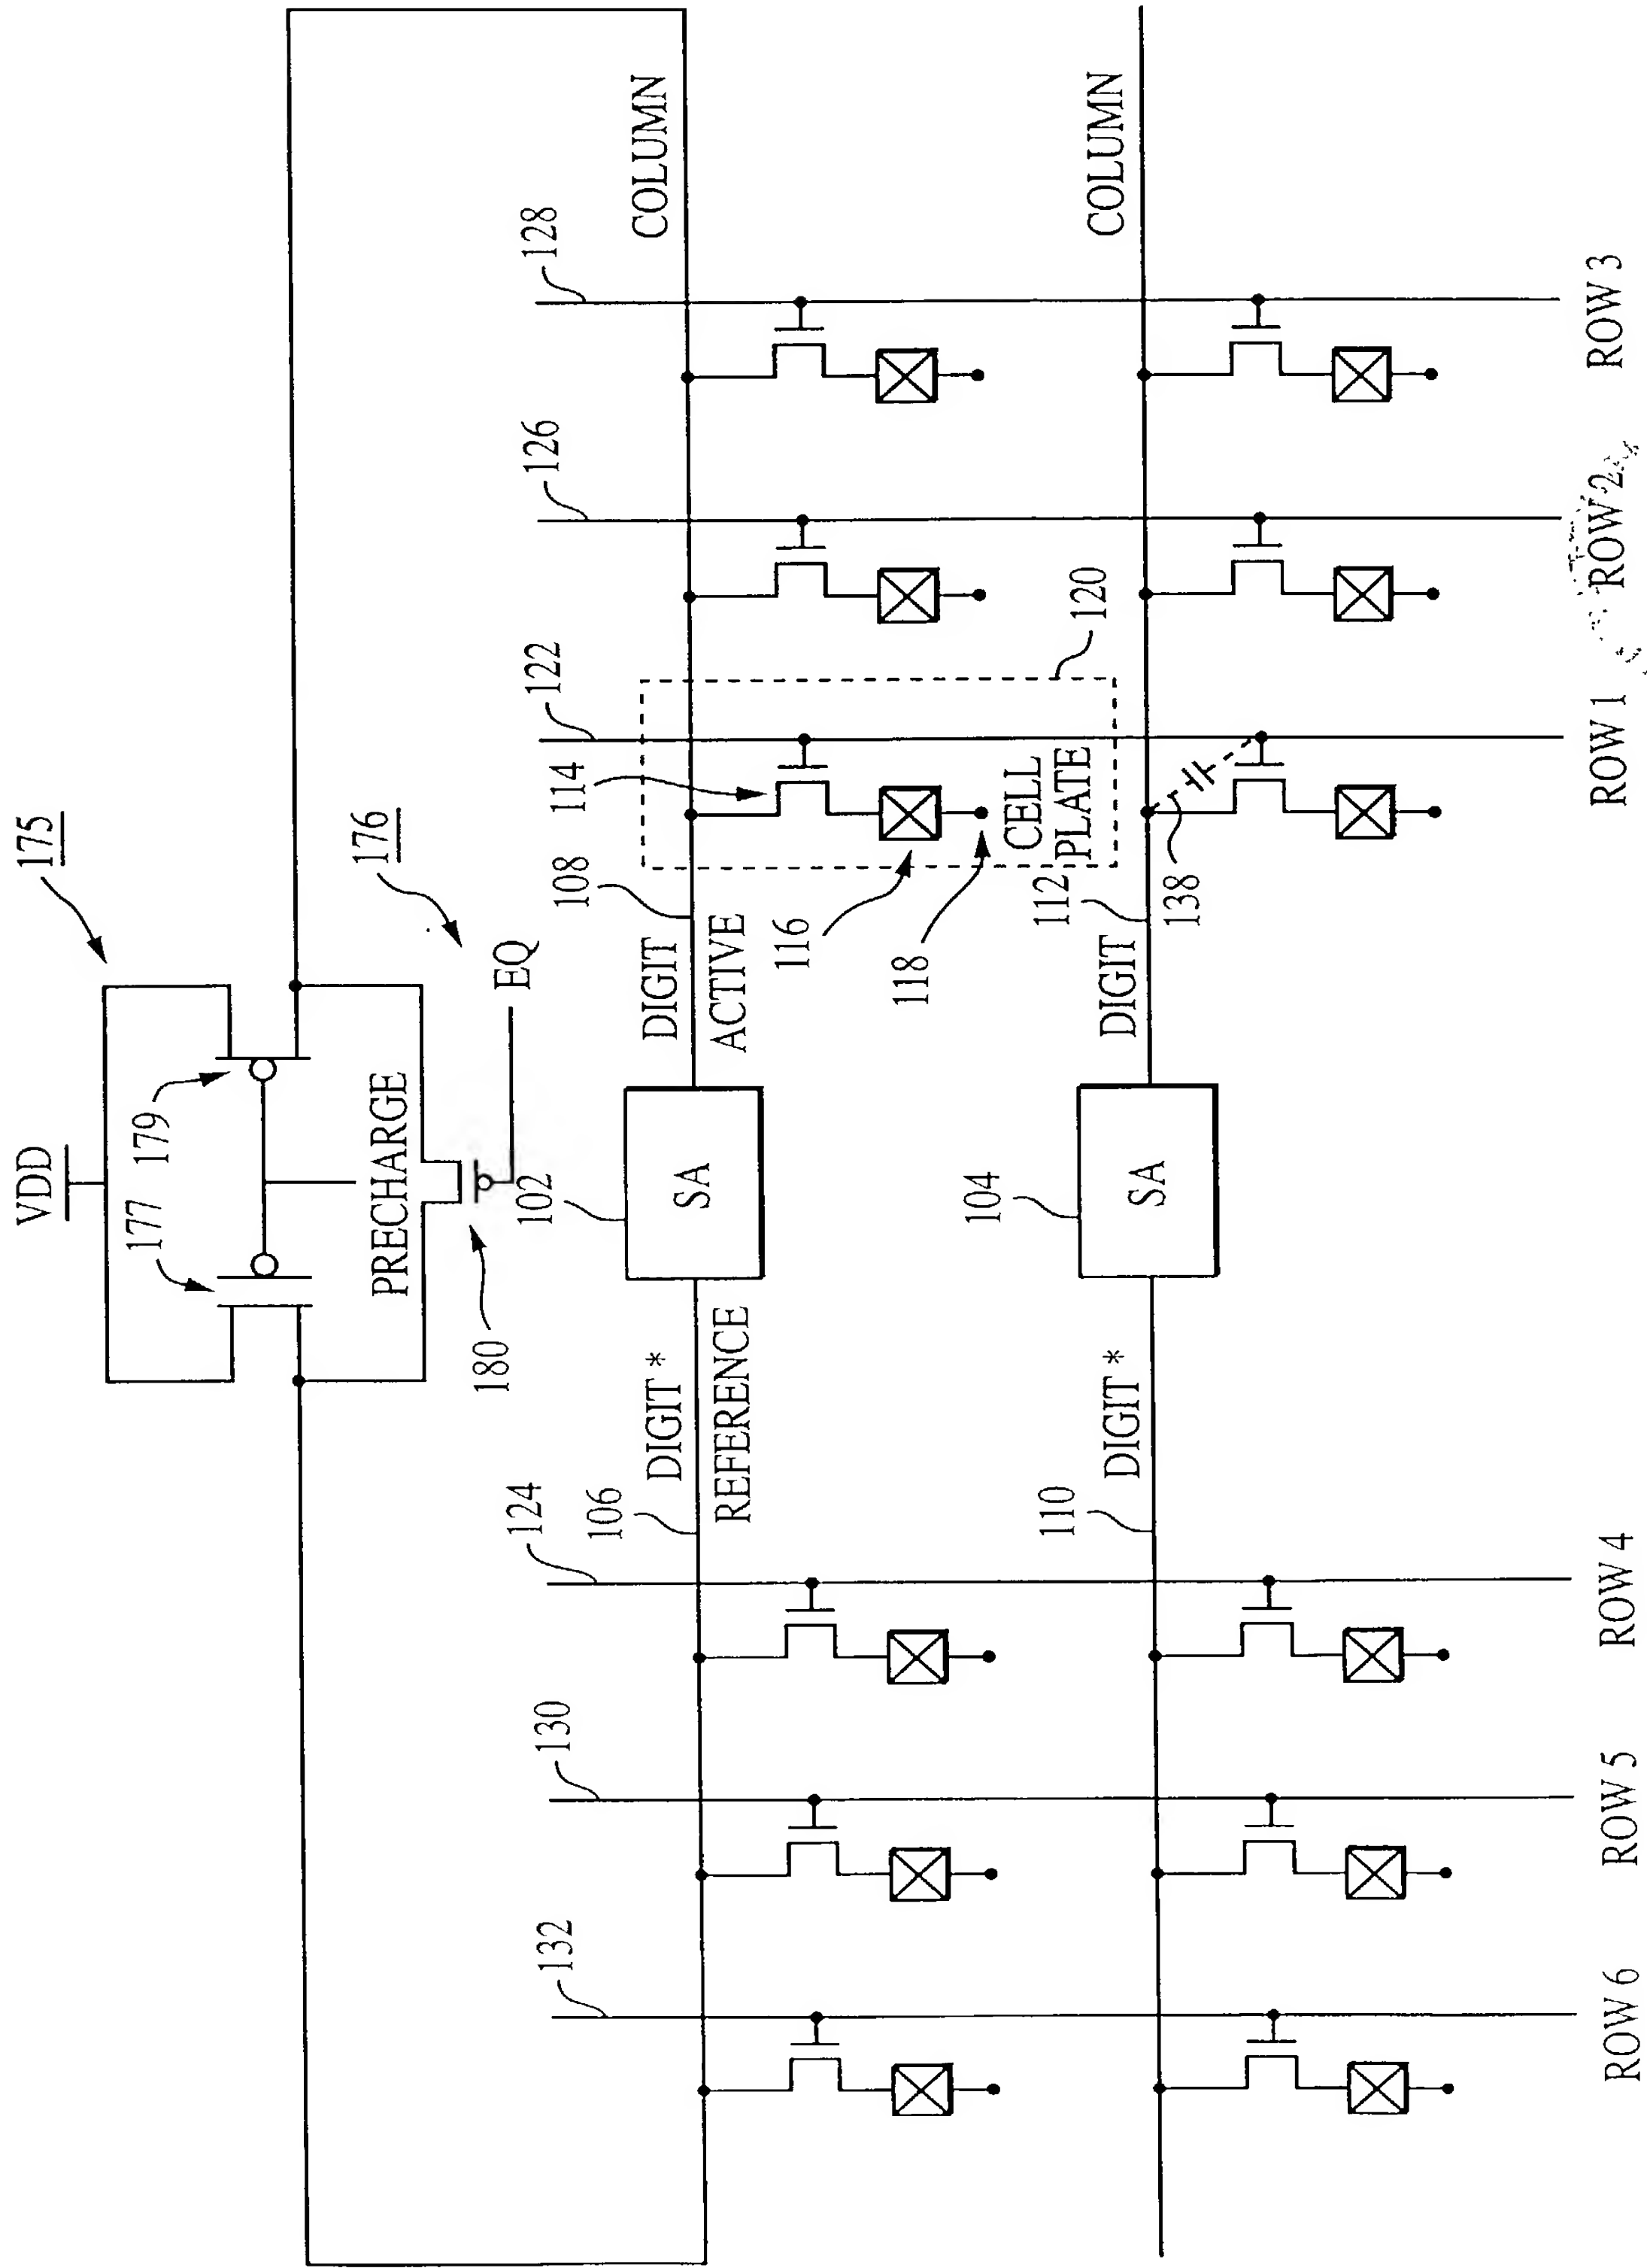 VDD
175
177
179
PRECHARGE
180
176
EQ
COLUMN
102
SA
DIGIT *
REFERENCE
106
DIGIT
ACTIVE
108
114
116
118
CELL
PLATE
120
122
126
128
124
130
132
COLUMN
104
SA
DIGIT *
110
DIGIT
112
138
ROW 6
ROW 5
ROW 4
ROW 1
ROW 2
ROW 3